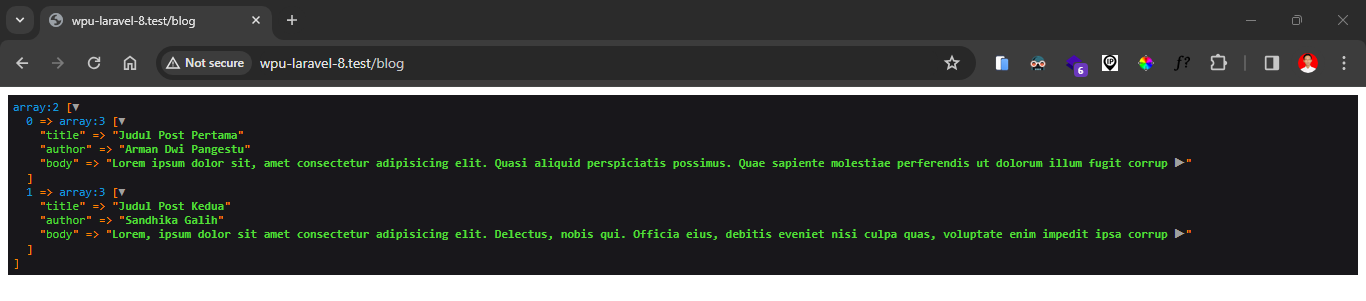 wpu-laravel-8.test/blog
Not secure wpu-laravel-8.test/blog
6
IP
f?
array:2 [▼
  0 => array:3 [▼
    "title" => "Judul Post Pertama"
    "author" => "Arman Dwi Pangestu"
    "body" => "Lorem ipsum dolor sit, amet consectetur adipisicing elit. Quasi aliquid perspiciatis possimus. Quae sapiente molestiae perferendis ut dolorum illum fugit corrup ▶"
  ]
  1 => array:3 [▼
    "title" => "Judul Post Kedua"
    "author" => "Sandhika Galih"
    "body" => "Lorem, ipsum dolor sit amet consectetur adipisicing elit. Delectus, nobis qui. Officia eius, debitis eveniet nisi culpa quas, voluptate enim impedit ipsa corrup ▶"
  ]
]